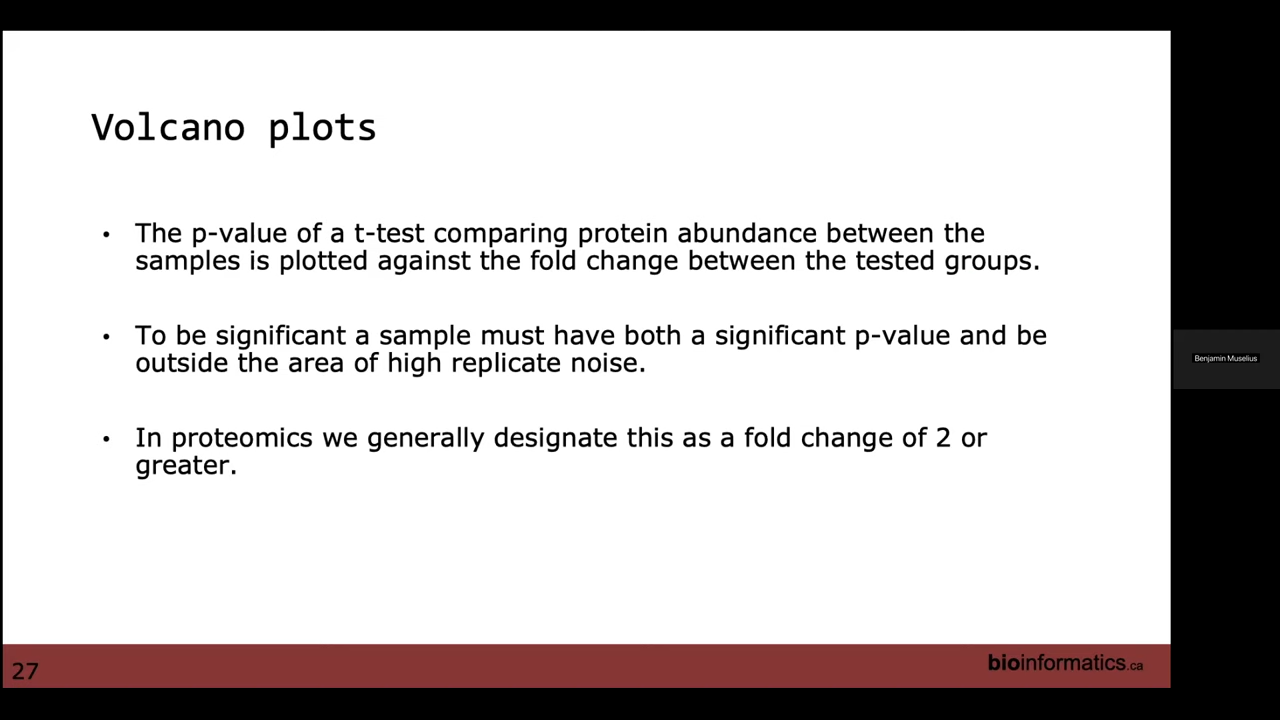 Volcano plots
• The p-value of a t-test comparing protein abundance between the
samples is plotted against the fold change between the tested groups.
• To be significant a sample must have both a significant p-value and be
outside the area of high replicate noise.
• In proteomics we generally designate this as a fold change of 2 or
greater.
Benjamin Muselius
27
bioinformatics.ca